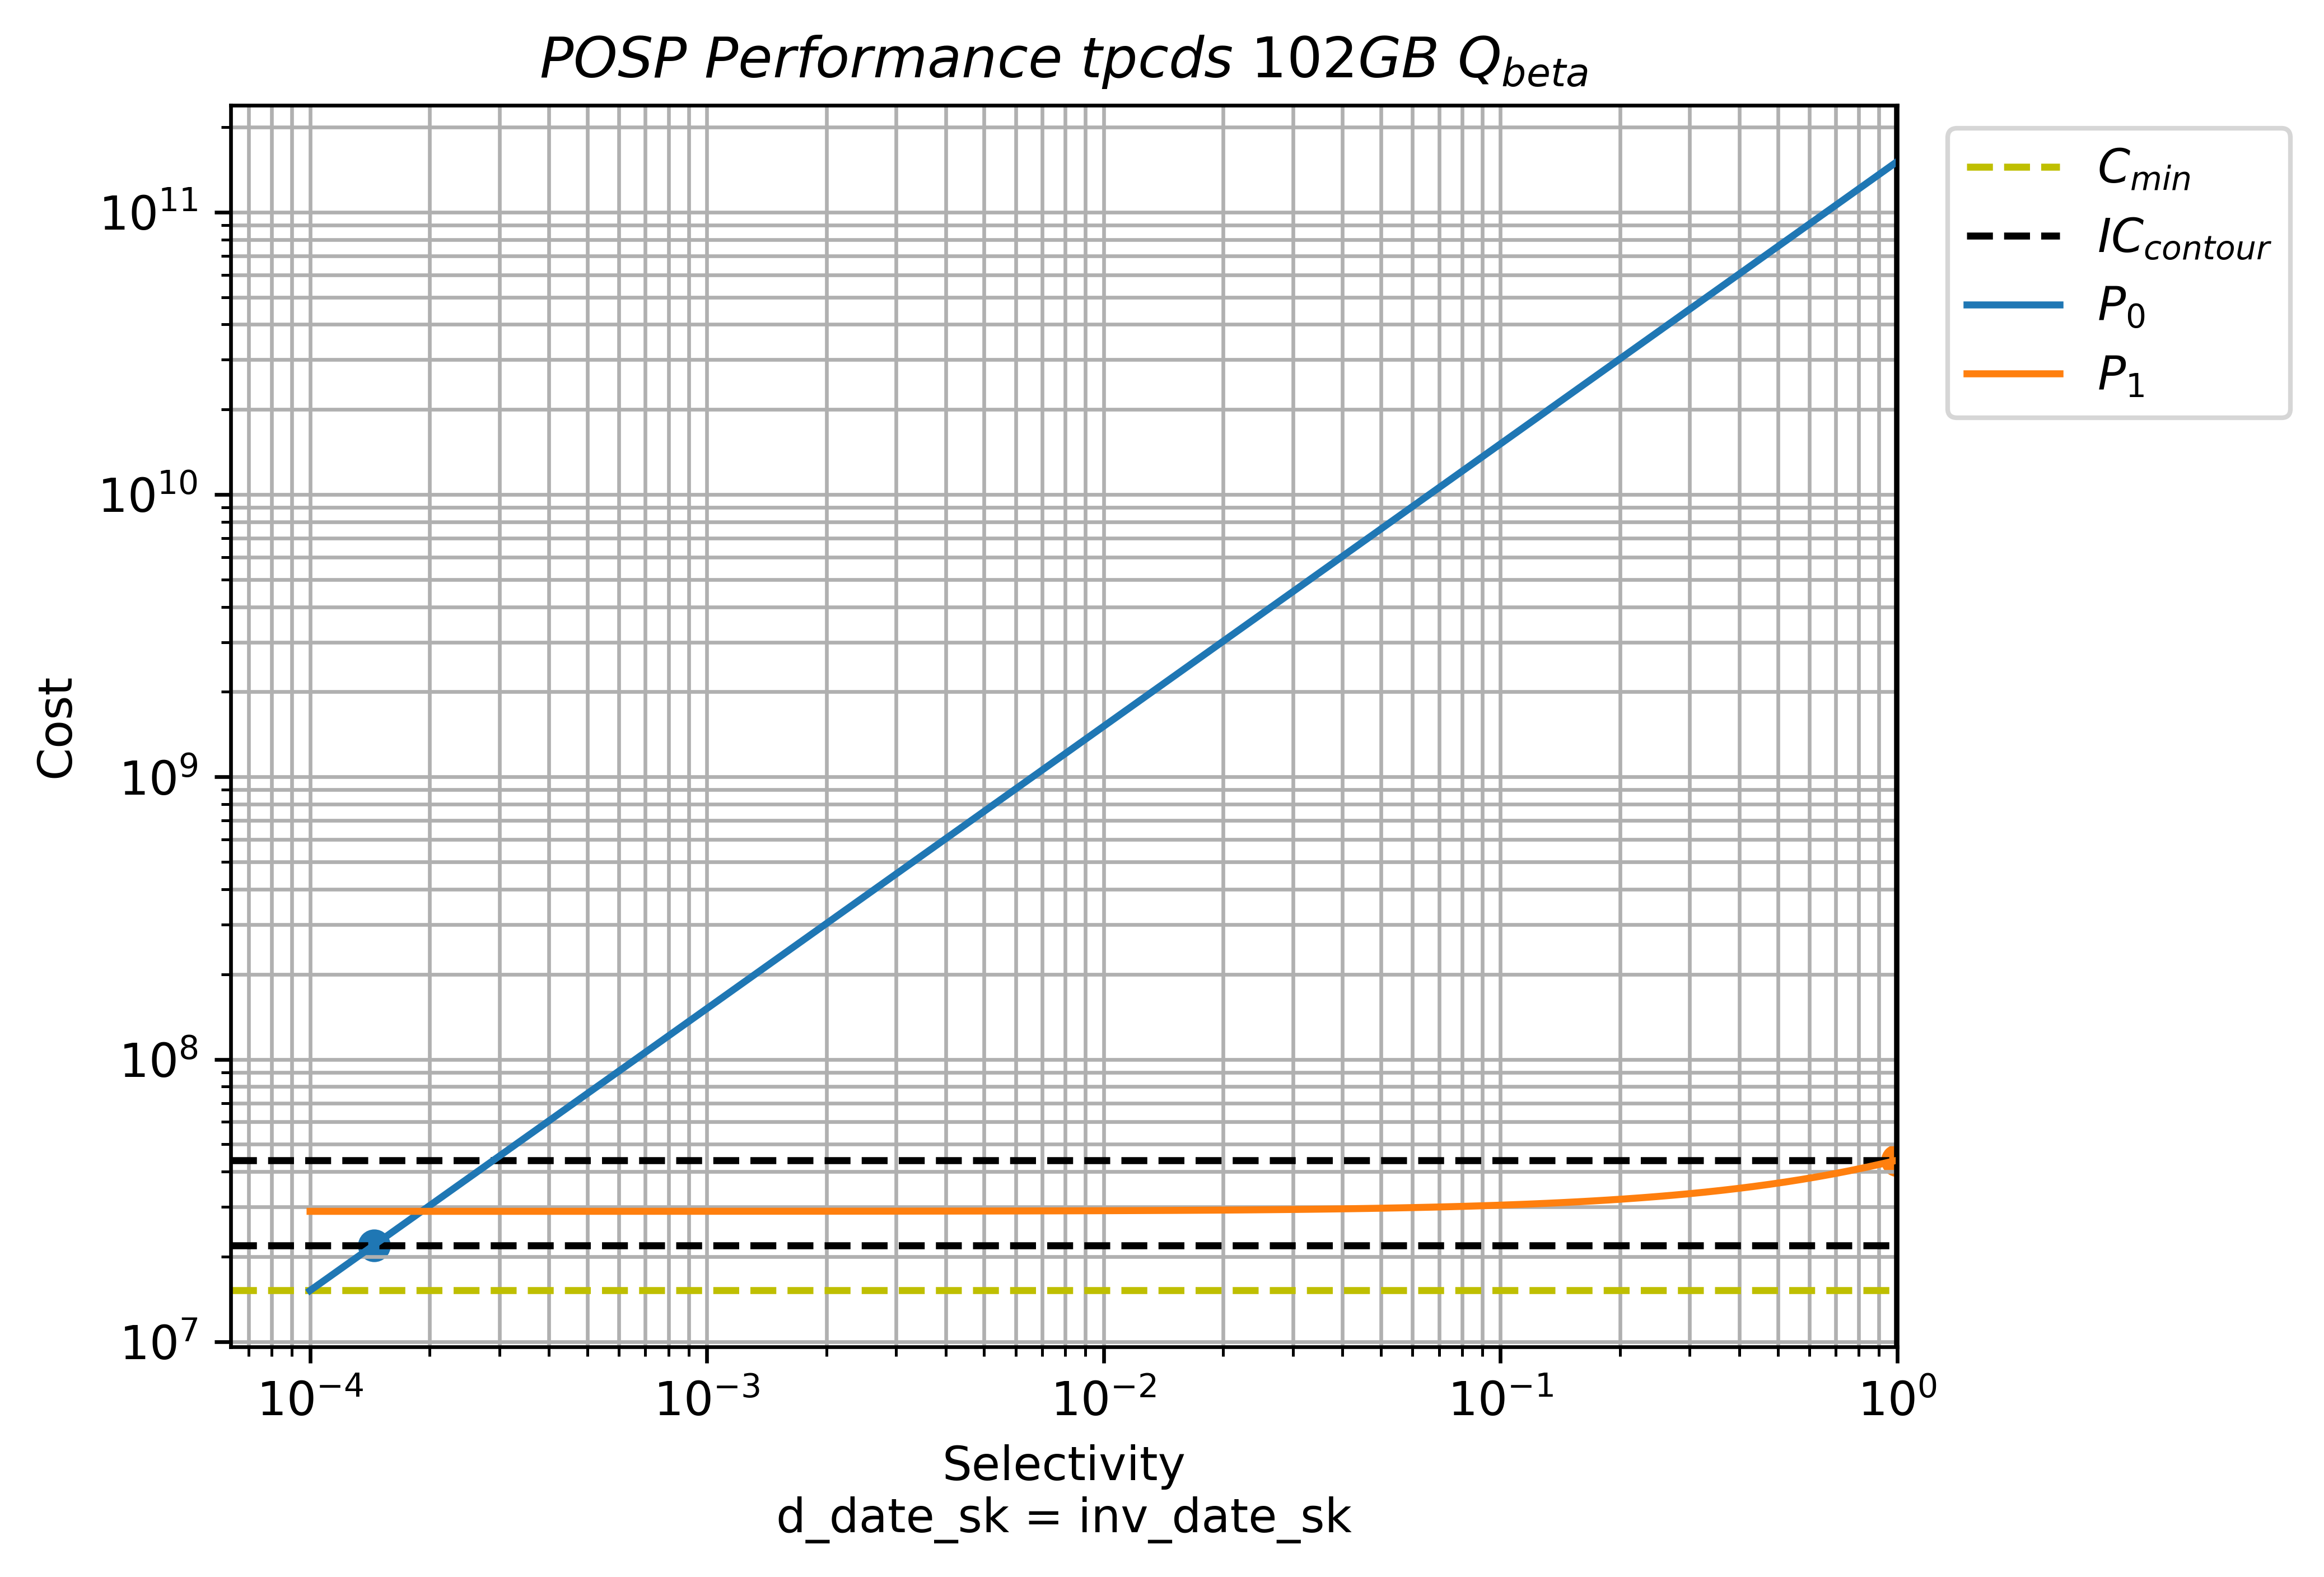 POSP Performance tpcds 102GB Q_beta
C_min
IC_contour
P_0
P_1
10^11
10^10
10^9
10^8
10^7
Cost
10^-4 10^-3 10^-2 10^-1 10^0
Selectivity
d_date_sk = inv_date_sk